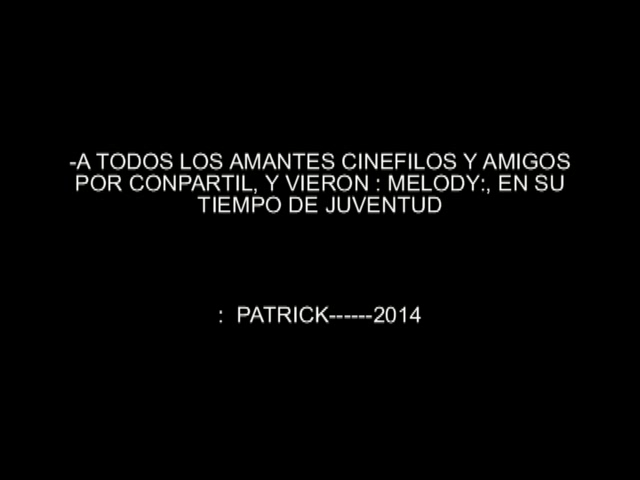 -A TODOS LOS AMANTES CINEFILOS Y AMIGOS
POR CONPARTIL, Y VIERON : MELODY:, EN SU
TIEMPO DE JUVENTUD
:  PATRICK------2014